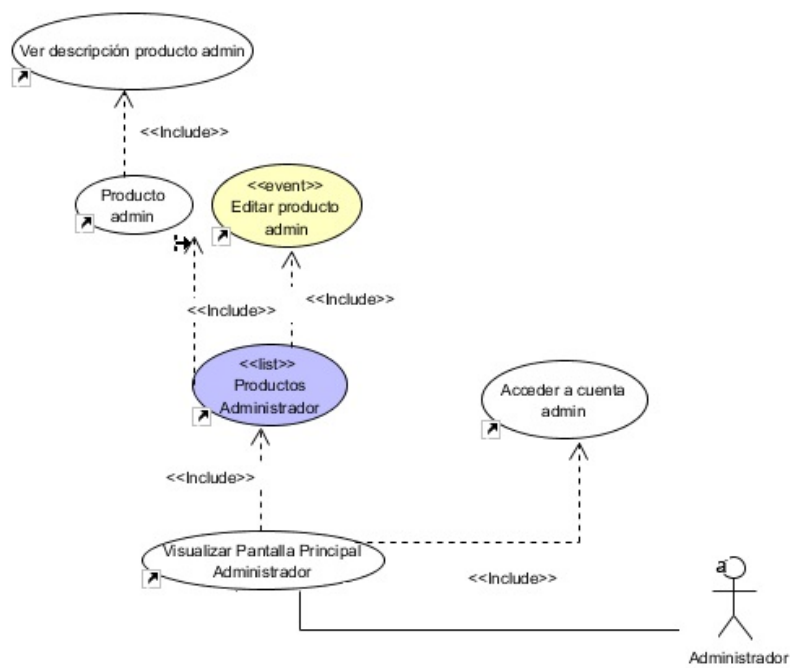 Ver descripción producto admin
<<Include>>
Producto
admin
<<event>>
Editar producto
admin
<<Include>>
<<Include>>
<<list>>
Productos
Administrador
Acceder a cuenta
admin
<<Include>>
Visualizar Pantalla Principal
Administrador
<<Include>>
a
Administrador